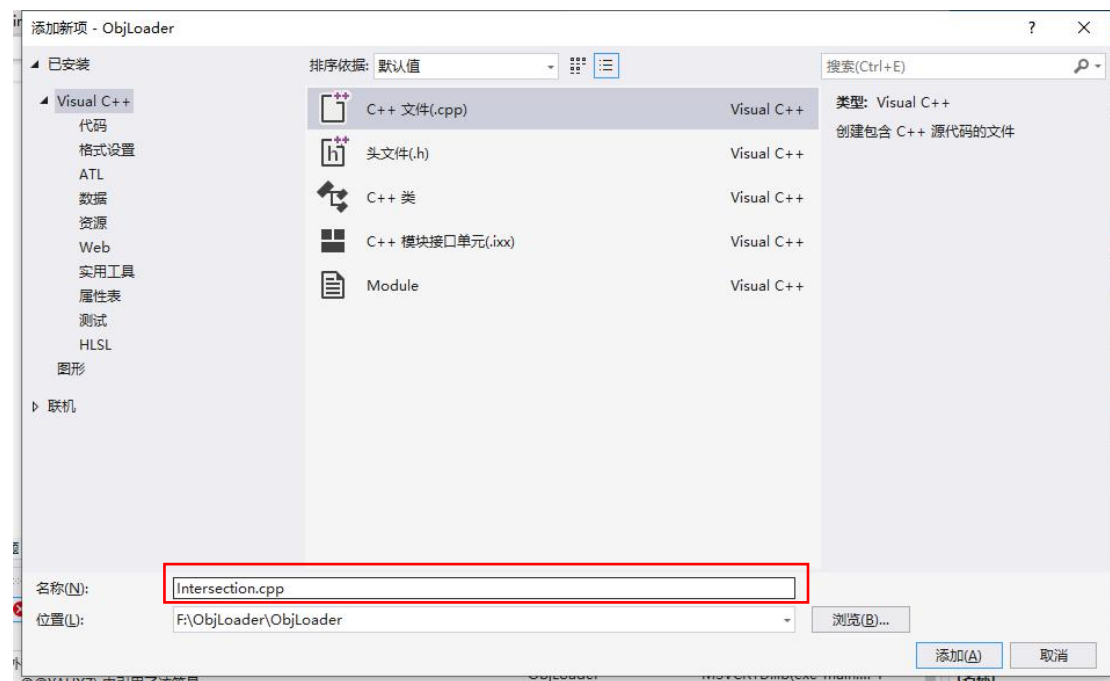 添加新项 - ObjLoader
?
已安装
排序依据: 默认值
搜索(Ctrl+E)
Visual C++
代码
格式设置
ATL
数据
资源
Web
实用工具
属性表
测试
HLSL
图形
联机
C++ 文件(.cpp) Visual C++
头文件(.h) Visual C++
C++ 类 Visual C++
C++ 模块接口单元(.ixx) Visual C++
Module Visual C++
类型: Visual C++
创建包含 C++ 源代码的文件
名称(N): Intersection.cpp
位置(L): F:\ObjLoader\ObjLoader
浏览(B)...
添加(A) 取消